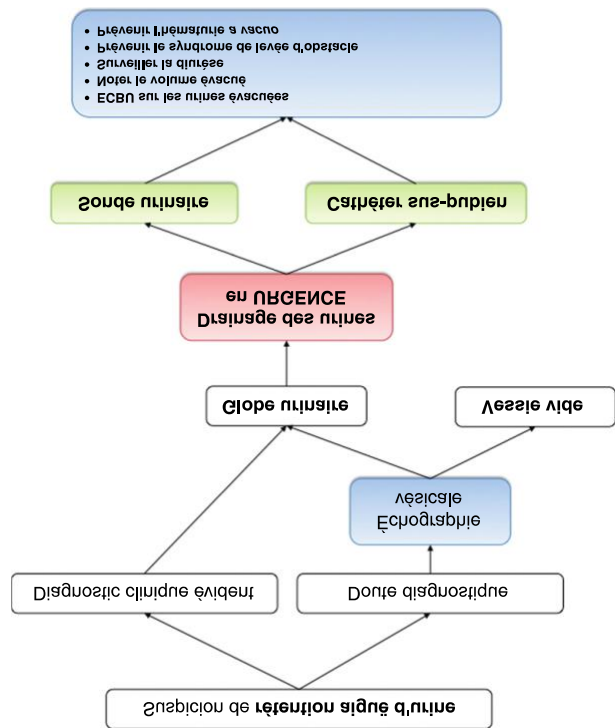 Suspicion de rétention aiguë d'urine
Diagnostic clinique évident
Doute diagnostique
Échographie
vésicale
Globe urinaire
Vessie vide
Drainage des urines
en URGENCE
Sonde urinaire
Cathéter sus-pubien
• ECBU sur les urines évacuées
• Noter le volume évacué
• Surveiller la diurèse
• Prévenir le syndrome de levée d'obstacle
• Prévenir l'hématurie a vacuo